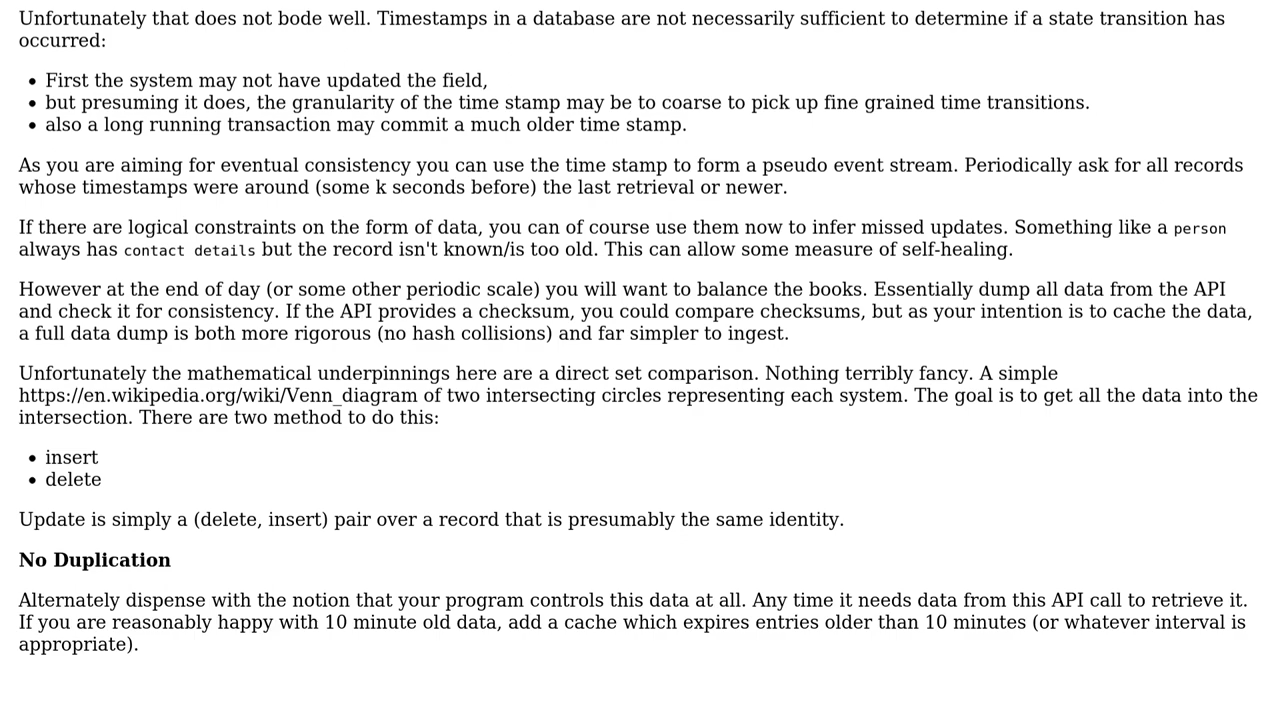 Unfortunately that does not bode well. Timestamps in a database are not necessarily sufficient to determine if a state transition has
occurred:
• First the system may not have updated the field,
• but presuming it does, the granularity of the time stamp may be to coarse to pick up fine grained time transitions.
• also a long running transaction may commit a much older time stamp.
As you are aiming for eventual consistency you can use the time stamp to form a pseudo event stream. Periodically ask for all records
whose timestamps were around (some k seconds before) the last retrieval or newer.
If there are logical constraints on the form of data, you can of course use them now to infer missed updates. Something like a person
always has contact details but the record isn't known/is too old. This can allow some measure of self-healing.
However at the end of day (or some other periodic scale) you will want to balance the books. Essentially dump all data from the API
and check it for consistency. If the API provides a checksum, you could compare checksums, but as your intention is to cache the data,
a full data dump is both more rigorous (no hash collisions) and far simpler to ingest.
Unfortunately the mathematical underpinnings here are a direct set comparison. Nothing terribly fancy. A simple
https://en.wikipedia.org/wiki/Venn_diagram of two intersecting circles representing each system. The goal is to get all the data into the
intersection. There are two method to do this:
• insert
• delete
Update is simply a (delete, insert) pair over a record that is presumably the same identity.
No Duplication
Alternately dispense with the notion that your program controls this data at all. Any time it needs data from this API call to retrieve it.
If you are reasonably happy with 10 minute old data, add a cache which expires entries older than 10 minutes (or whatever interval is
appropriate).